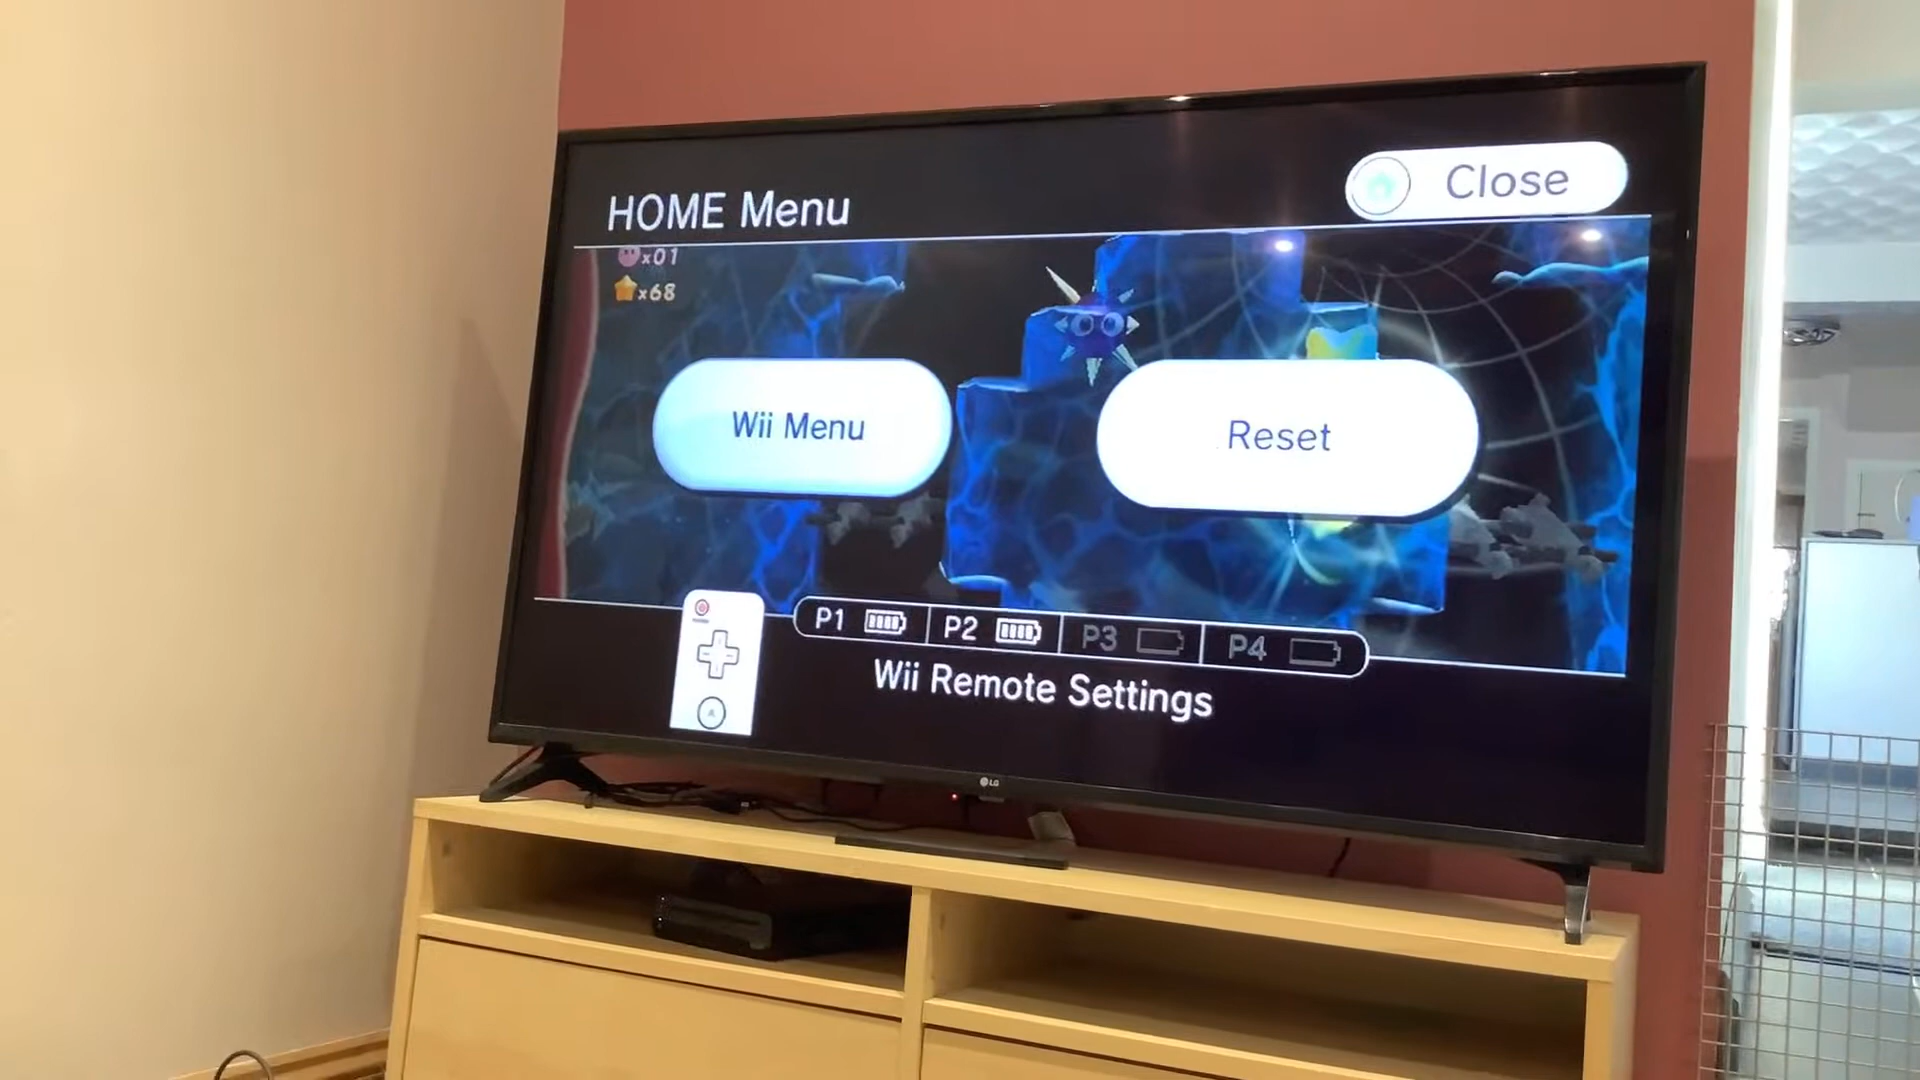 HOME Menu
Close
x01
x68
Wii Menu
Reset
P1
P2
P3
P4
Wii Remote Settings
A
LG